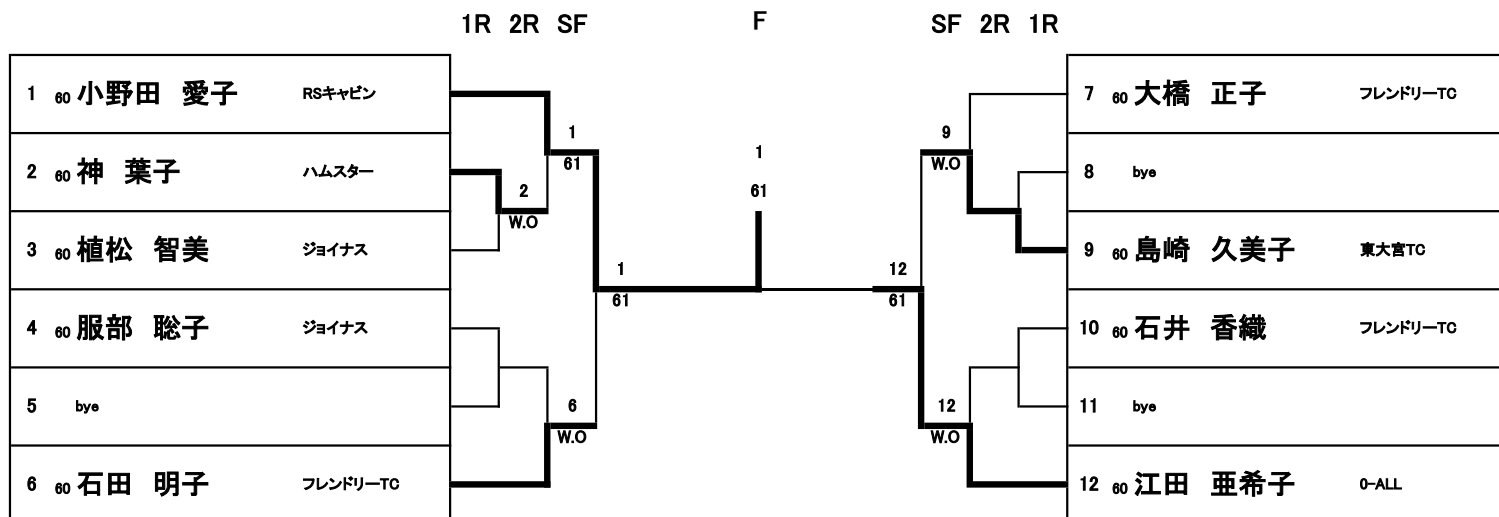 1R 2R SF F SF 2R 1R
1 60 小野田 愛子 RSキャビン
2 60 神 葉子 ハムスター
3 60 植松 智美 ジョイナス
4 60 服部 聡子 ジョイナス
5 bye
6 60 石田 明子 フレンドリーTC
1
61
2
W.O
6
W.O
1
61
1
61
12
61
9
W.O
12
W.O
7 60 大橋 正子 フレンドリーTC
8 bye
9 60 島崎 久美子 東大宮TC
10 60 石井 香織 フレンドリーTC
11 bye
12 60 江田 亜希子 O-ALL